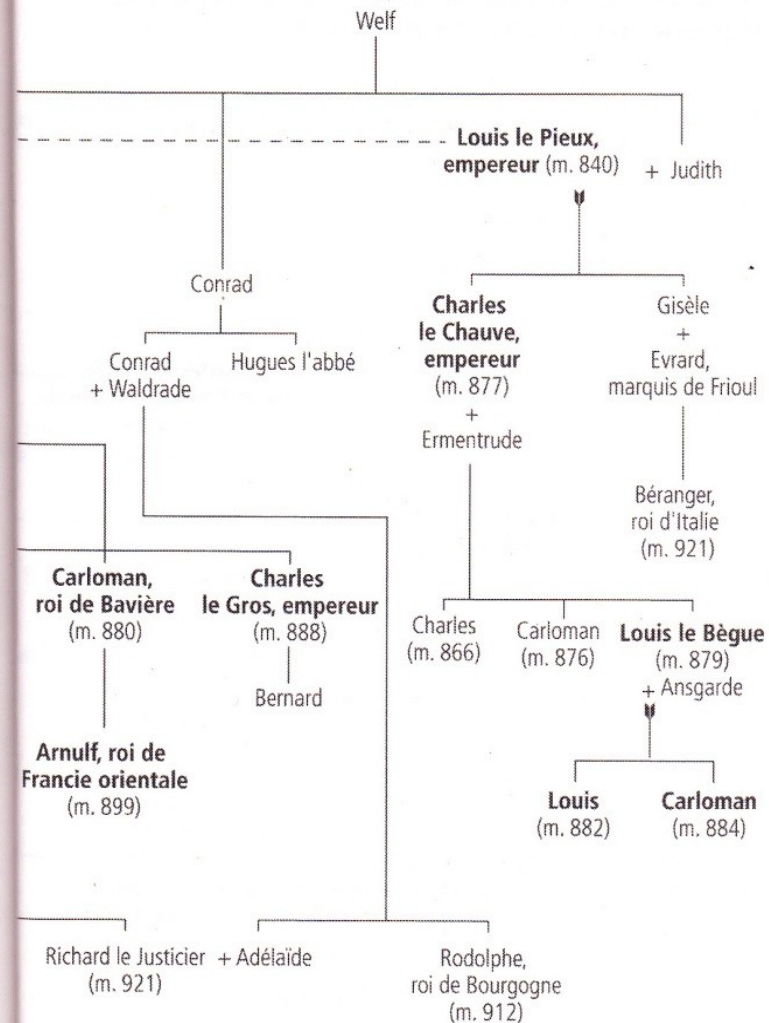 Welf
Louis le Pieux,
empereur (m. 840)
+ Judith
Conrad
Conrad
+ Waldrade
Hugues l'abbé
Charles
le Chauve,
empereur
(m. 877)
+
Ermentrude
Gisèle
+
Evrard,
marquis de Frioul
Béranger,
roi d'Italie
(m. 921)
Carloman,
roi de Bavière
(m. 880)
Charles
le Gros, empereur
(m. 888)
Bernard
Charles
(m. 866)
Carloman
(m. 876)
Louis le Bègue
(m. 879)
+ Ansgarde
Arnulf, roi de
Francie orientale
(m. 899)
Louis
(m. 882)
Carloman
(m. 884)
Richard le Justicier + Adélaïde
(m. 921)
Rodolphe,
roi de Bourgogne
(m. 912)